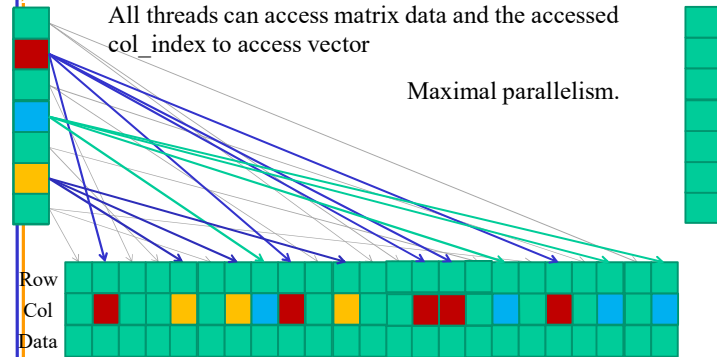 All threads can access matrix data and the accessed
col_index to access vector
Maximal parallelism.
Row
Col
Data